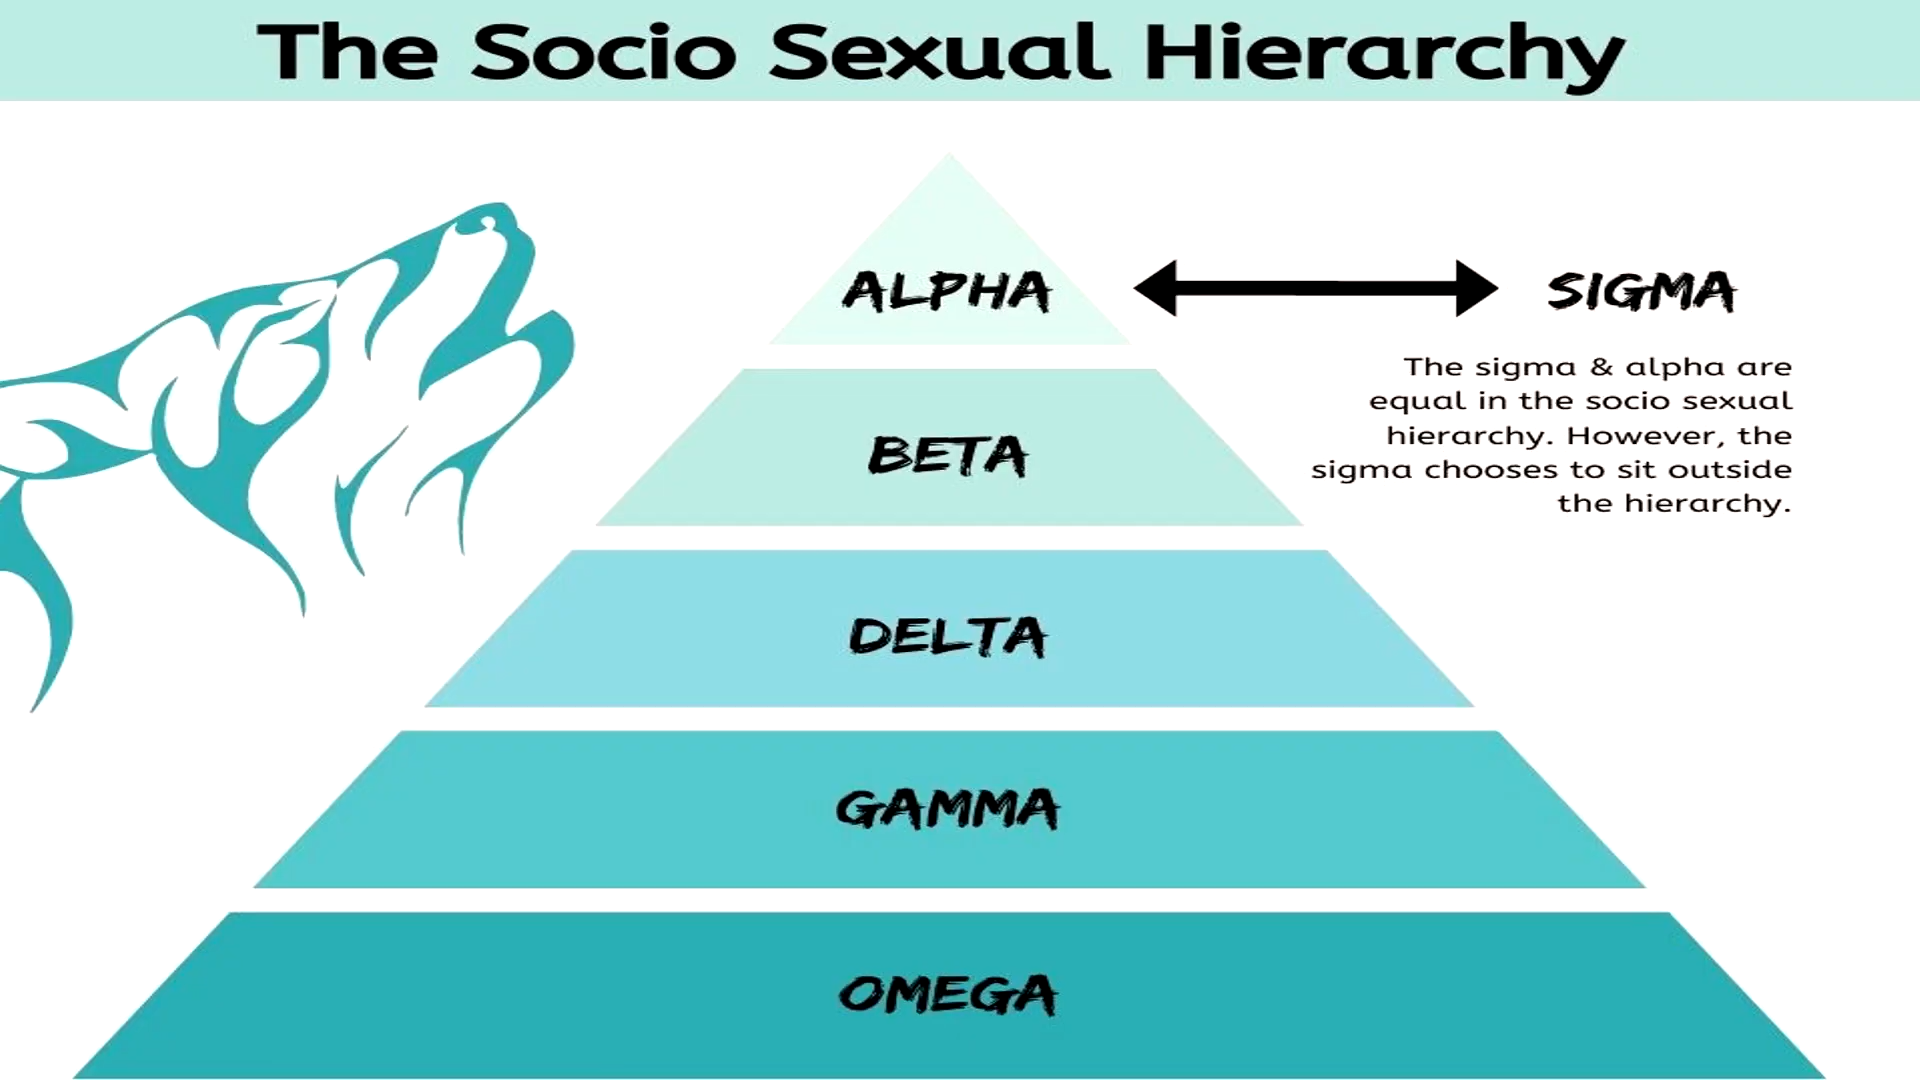 The Socio Sexual Hierarchy
ALPHA
SIGMA
The sigma & alpha are
equal in the socio sexual
hierarchy. However, the
sigma chooses to sit outside
the hierarchy.
BETA
DELTA
GAMMA
OMEGA